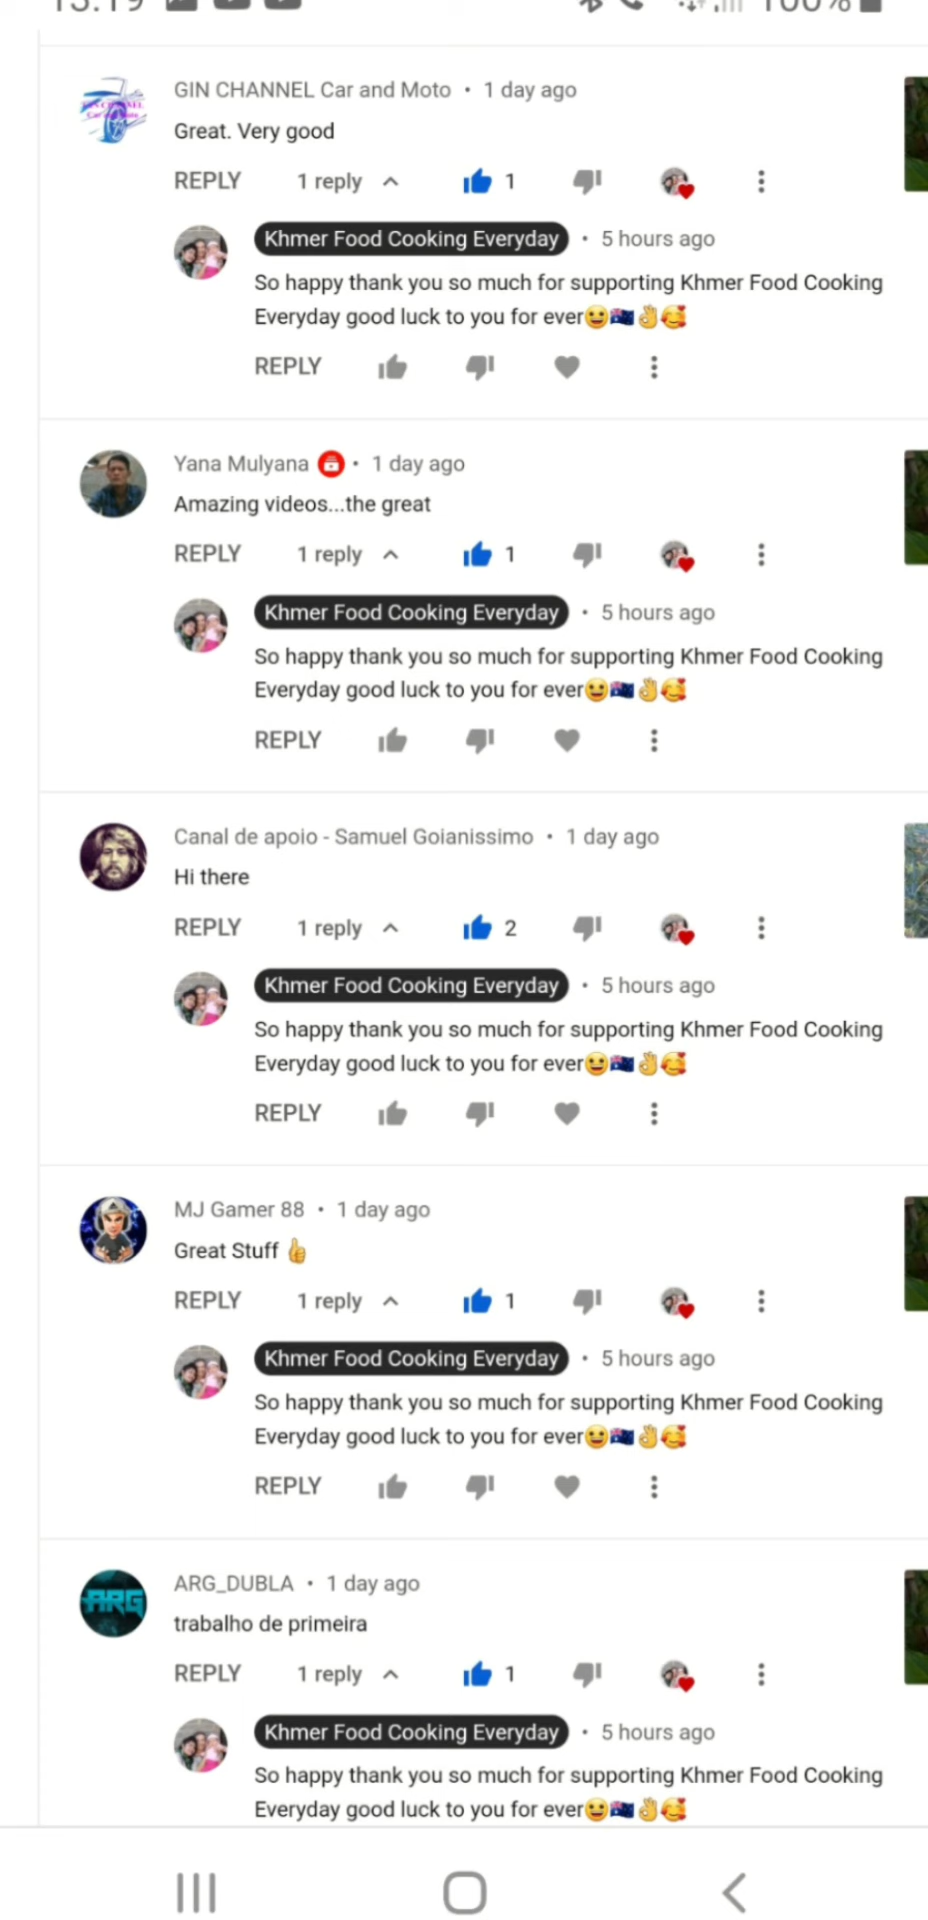 13:19 100%
GIN CHANNEL Car and Moto • 1 day ago
Great. Very good
REPLY 1 reply 1
Khmer Food Cooking Everyday • 5 hours ago
So happy thank you so much for supporting Khmer Food Cooking
Everyday good luck to you for ever😀🇦🇺👌🥰
REPLY
Yana Mulyana • 1 day ago
Amazing videos...the great
REPLY 1 reply 1
Khmer Food Cooking Everyday • 5 hours ago
So happy thank you so much for supporting Khmer Food Cooking
Everyday good luck to you for ever😀🇦🇺👌🥰
REPLY
Canal de apoio - Samuel Goianissimo • 1 day ago
Hi there
REPLY 1 reply 2
Khmer Food Cooking Everyday • 5 hours ago
So happy thank you so much for supporting Khmer Food Cooking
Everyday good luck to you for ever😀🇦🇺👌🥰
REPLY
MJ Gamer 88 • 1 day ago
Great Stuff 👍
REPLY 1 reply 1
Khmer Food Cooking Everyday • 5 hours ago
So happy thank you so much for supporting Khmer Food Cooking
Everyday good luck to you for ever😀🇦🇺👌🥰
REPLY
ARG
ARG_DUBLA • 1 day ago
trabalho de primeira
REPLY 1 reply 1
Khmer Food Cooking Everyday • 5 hours ago
So happy thank you so much for supporting Khmer Food Cooking
Everyday good luck to you for ever😀🇦🇺👌🥰